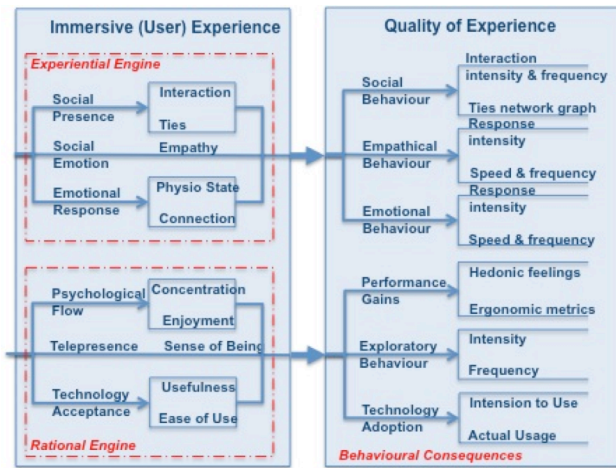 Immersive (User) Experience
Experiential Engine
Social
Presence
Interaction
Ties
Social
Emotion
Empathy
Emotional
Response
Physio State
Connection
Psychological
Flow
Concentration
Enjoyment
Telepresence
Sense of Being
Technology
Acceptance
Usefulness
Ease of Use
Rational Engine
Quality of Experience
Social
Behaviour
Interaction
intensity & frequency
Ties network graph
Empathical
Behaviour
Response
intensity
Speed & frequency
Emotional
Behaviour
Response
intensity
Speed & frequency
Performance
Gains
Hedonic feelings
Ergonomic metrics
Exploratory
Behaviour
Intensity
Frequency
Technology
Adoption
Intension to Use
Actual Usage
Behavioural Consequences